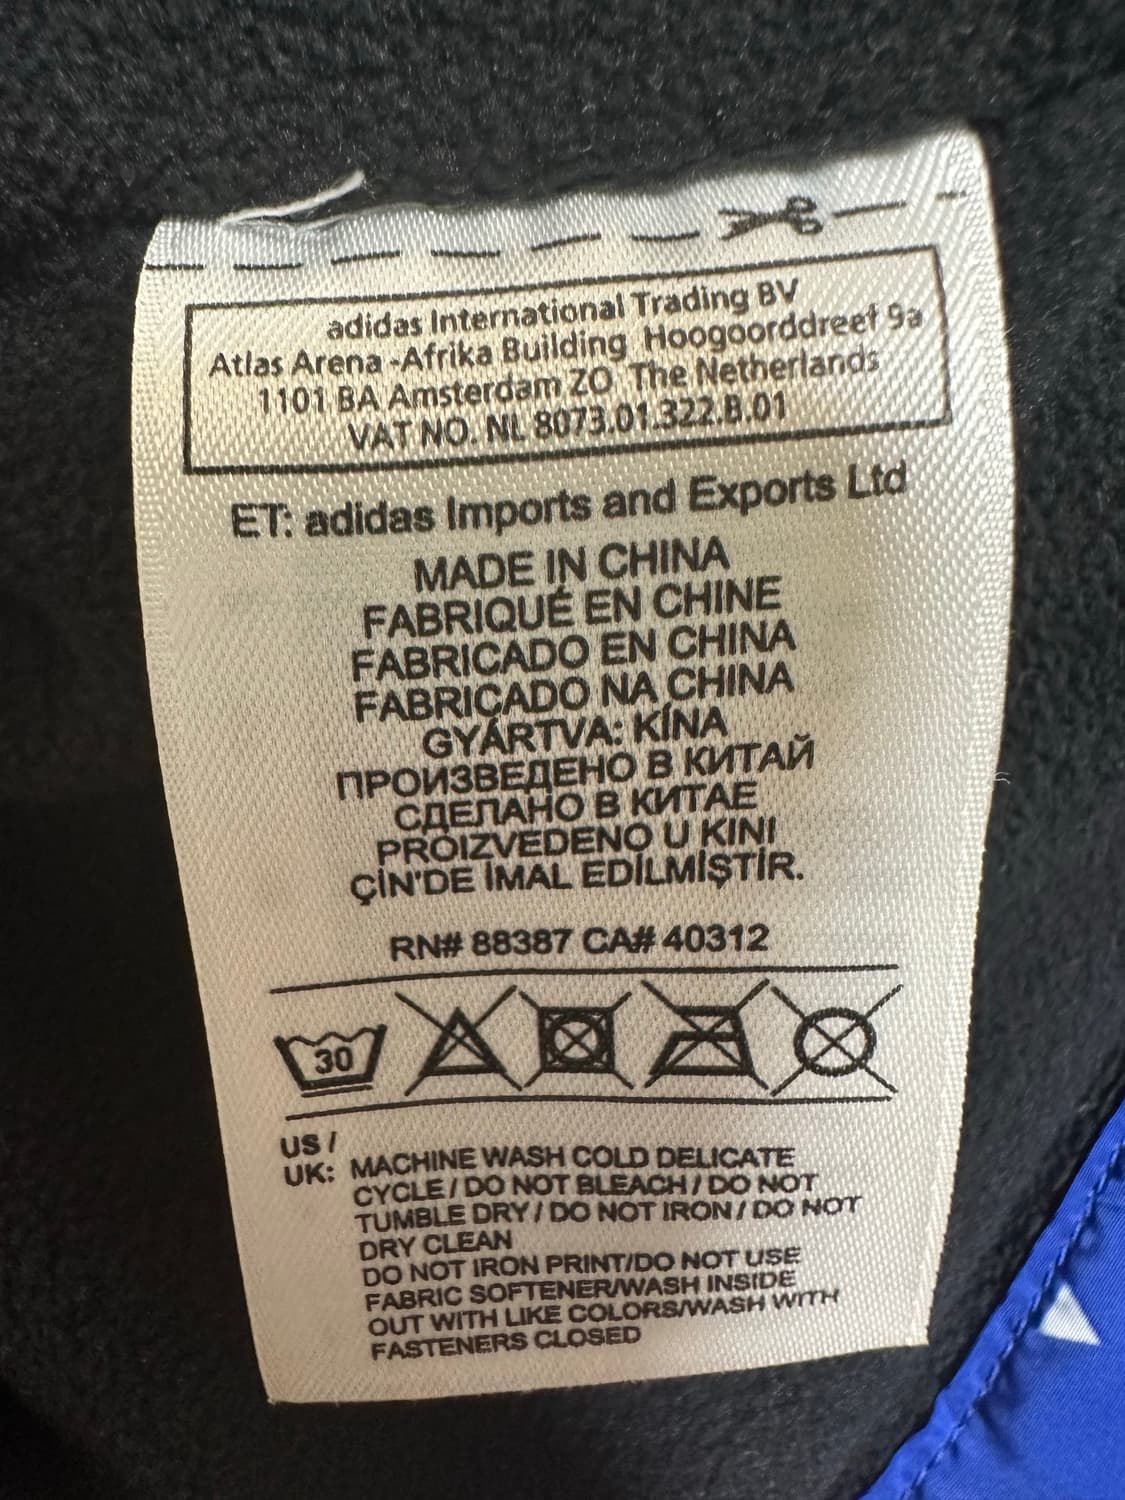 adidas International Trading BV
Atlas Arena -Afrika Building Hoogoorddreef 9a
1101 BA Amsterdam ZO The Netherlands
VAT NO. NL 8073.01.322.B.01
ET: adidas Imports and Exports Ltd
MADE IN CHINA
FABRIQUÉ EN CHINE
FABRICADO EN CHINA
FABRICADO NA CHINA
GYÁRTVA: KÍNA
ПРОИЗВЕДЕНО В КИТАЙ
СДЕЛАНО В КИТАЕ
PROIZVEDENO U KINI
ÇİN'DE İMAL EDİLMİŞTİR.
RN# 88387 CA# 40312
30
US /
UK: MACHINE WASH COLD DELICATE
CYCLE / DO NOT BLEACH / DO NOT
TUMBLE DRY / DO NOT IRON / DO NOT
DRY CLEAN
DO NOT IRON PRINT/DO NOT USE
FABRIC SOFTENER/WASH INSIDE
OUT WITH LIKE COLORS/WASH WITH
FASTENERS CLOSED